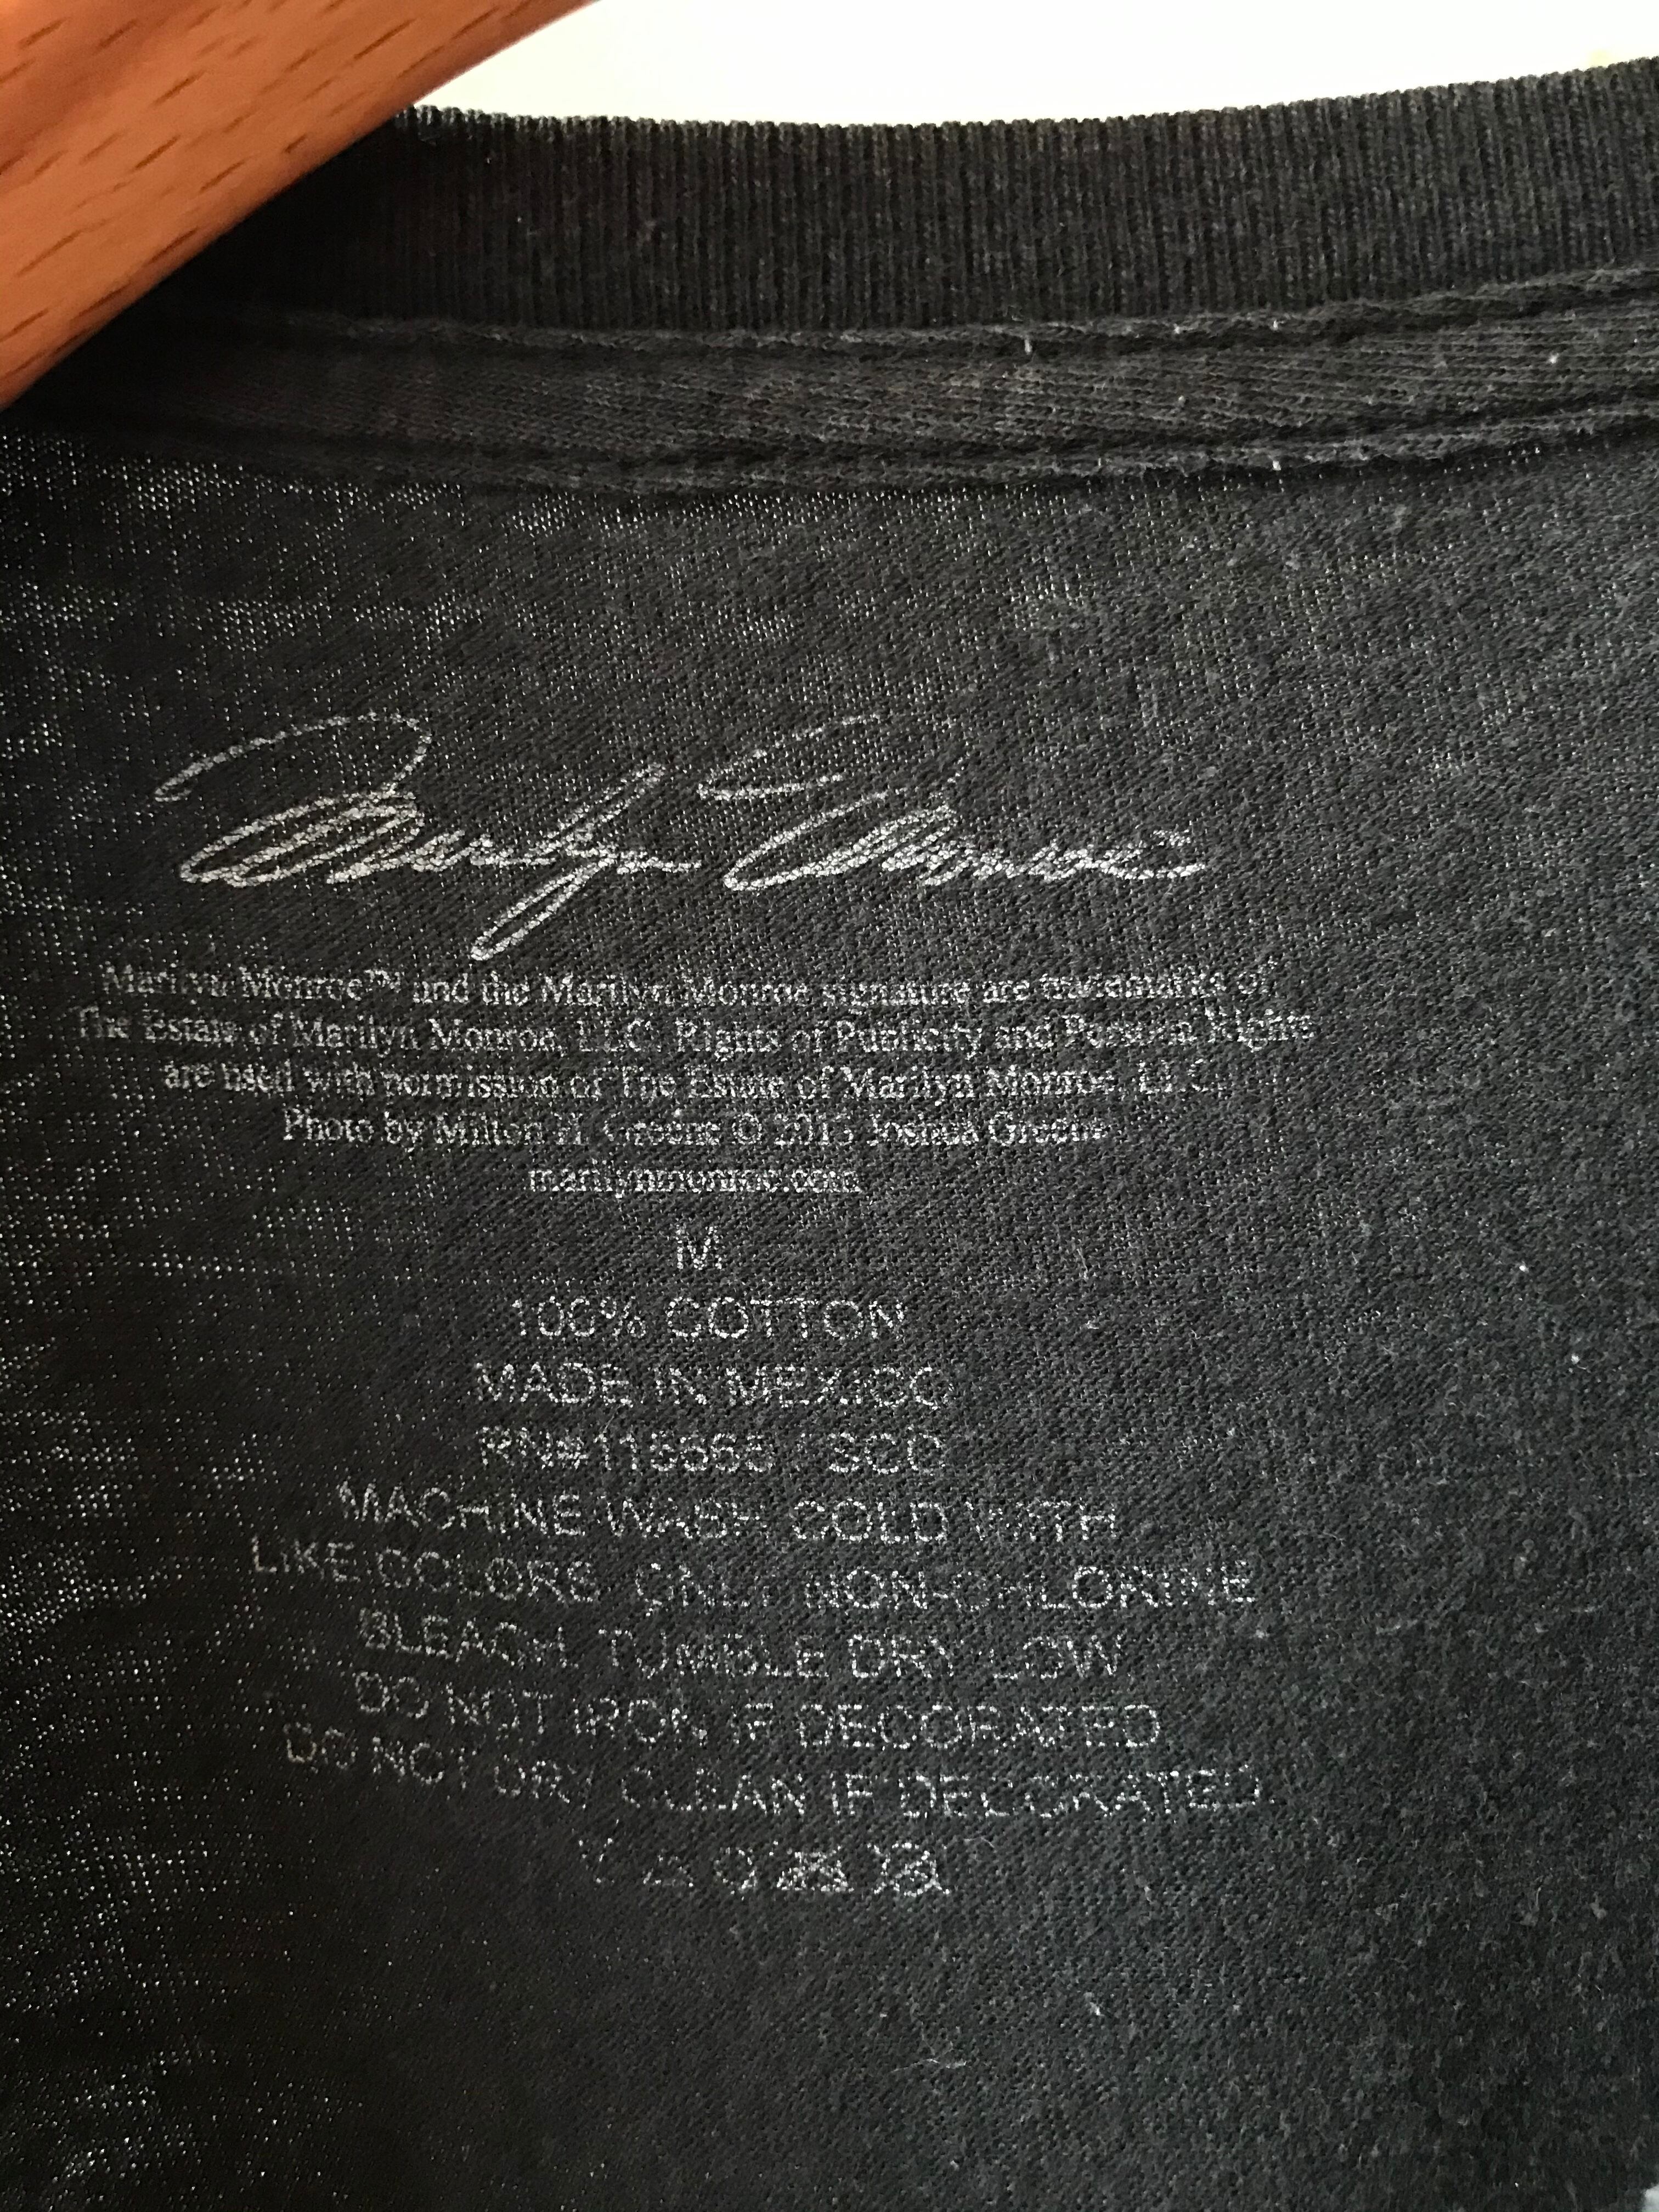 Marilyn Monroe
Marilyn Monroe™ and the Marilyn Monroe signature are trademarks of
The Estate of Marilyn Monroe, LLC. Rights of Publicity and Persona Rights
are used with permission of The Estate of Marilyn Monroe, LLC.
Photo by Milton H. Greene © Joshua Greene
marilynmonroe.com
M
100% COTTON
MADE IN MEXICO
MACHINE WASH COLD WITH
LIKE COLORS ONLY NON-CHLORINE
BLEACH, TUMBLE DRY LOW
DO NOT IRON IF DECORATED
DO NOT DRY CLEAN IF DECORATED